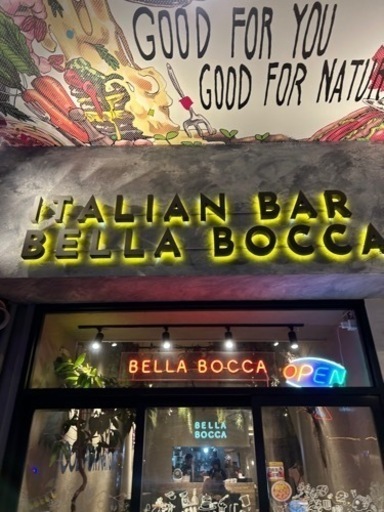 GOOD FOR YOU
GOOD FOR NATU
ITALIAN BAR
BELLA BOCCA
BELLA BOCCA
OPEN
BELLA
BOCCA